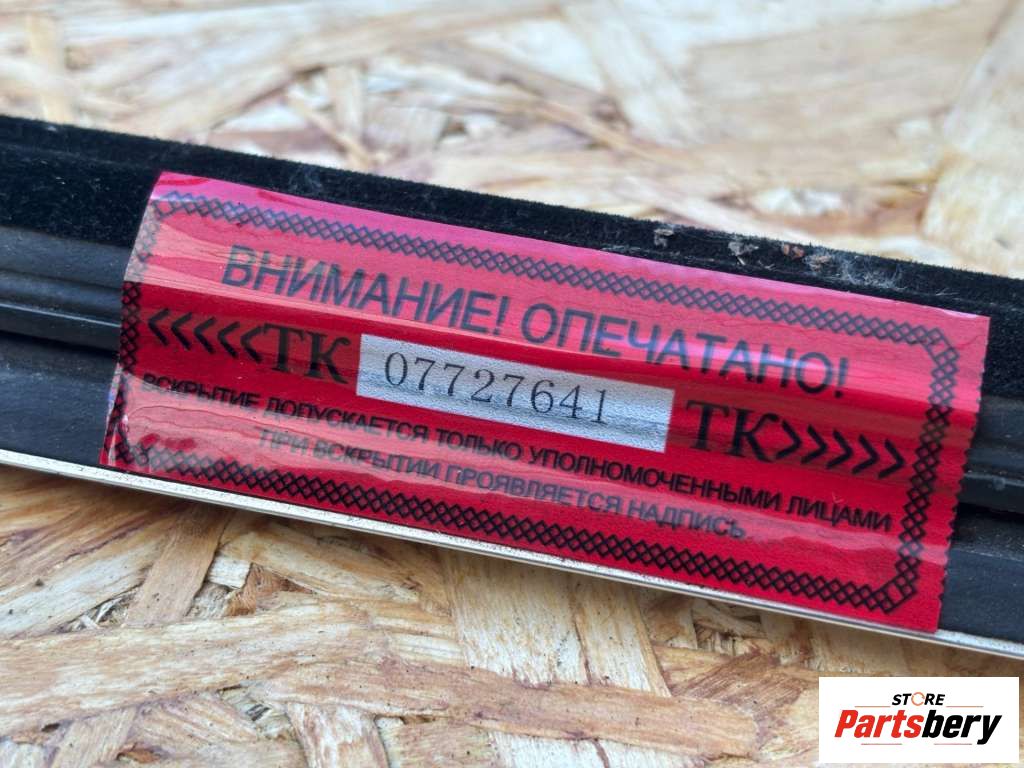 ВНИМАНИЕ! ОПЕЧАТАНО!
<<<<<ТК 07727641 ТК>>>>>
ВСКРЫТИЕ ДОПУСКАЕТСЯ ТОЛЬКО УПОЛНОМОЧЕННЫМИ ЛИЦАМИ
ПРИ ВСКРЫТИИ ПРОЯВЛЯЕТСЯ НАДПИСЬ.
STORE
Partsbery